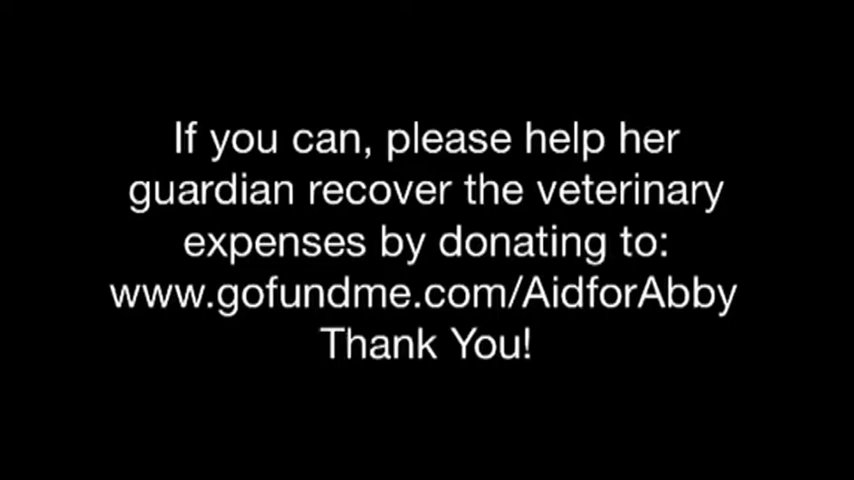 If you can, please help her
guardian recover the veterinary
expenses by donating to:
www.gofundme.com/AidforAbby
Thank You!